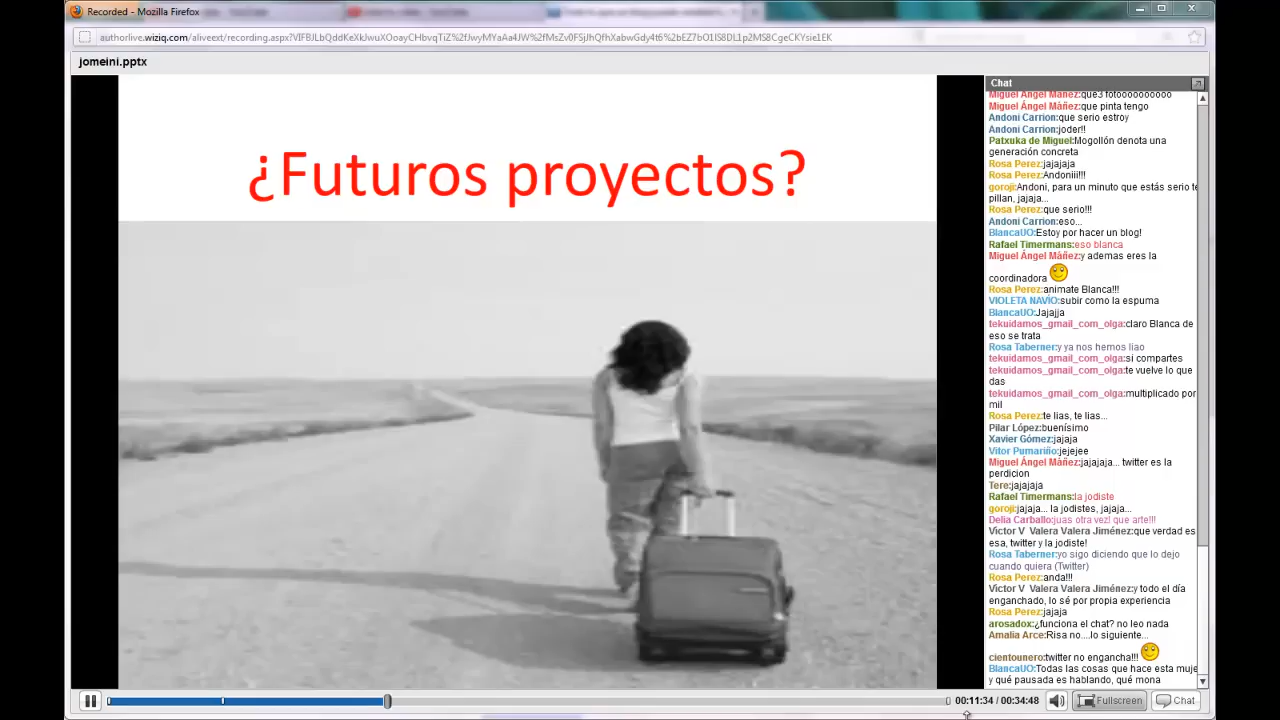 Recorded - Mozilla Firefox
jomeini.pptx
¿Futuros proyectos?
Chat
Miguel Ángel Máñez:que3 fotoooooooooo
Miguel Ángel Máñez:que pinta tengo
Andoni Carrion:que serio estroy
Andoni Carrion:joder!!
Patxuka de Miguel:Mogollón denota una
generación concreta
Rosa Perez:jajajaja
Rosa Perez:Andoniiii!!!
goroji:Andoni, para un minuto que estás serio te
pillan, jajaja...
Rosa Perez:que serio!!!
Andoni Carrion:eso...
BlancaUO:Estoy por hacer un blog!
Rafael Timermans:eso blanca
Miguel Ángel Máñez:y ademas eres la
coordinadora
Rosa Perez:animate Blanca!!!
VIOLETA NAVÍO:subir como la espuma
BlancaUO:Jajajja
tekuidamos_gmail_com_olga:claro Blanca de
eso se trata
Rosa Taberner:y ya nos hemos liao
tekuidamos_gmail_com_olga:si compartes
tekuidamos_gmail_com_olga:te vuelve lo que
das
tekuidamos_gmail_com_olga:multiplicado por
mil
Rosa Perez:te lias, te lias...
Pilar López:buenísimo
Xavier Gómez:jajaja
Vitor Pumariño:jejejee
Miguel Ángel Máñez:jajajaja... twitter es la
perdicion
Tere:jajajaja
Rafael Timermans:la jodiste
goroji:jajaja... la jodistes, jajaja...
Delia Carballo:juas otra vez! que arte!!!
Victor V Valera Valera Jiménez:que verdad es
esa, twitter y la jodiste!
Rosa Taberner:yo sigo diciendo que lo dejo
cuando quiera (Twitter)
Rosa Perez:anda!!!
Victor V Valera Valera Jiménez:y todo el día
enganchado, lo sé por propia experiencia
Rosa Perez:jajaja
arosadox:¿funciona el chat? no leo nada
Amalia Arce:Risa no....lo siguiente...
cientounero:twitter no engancha!!!
BlancaUO:Todas las cosas que hace esta muje
y qué pausada es hablando, qué mona
00:11:34 / 00:34:48
Fullscreen
Chat